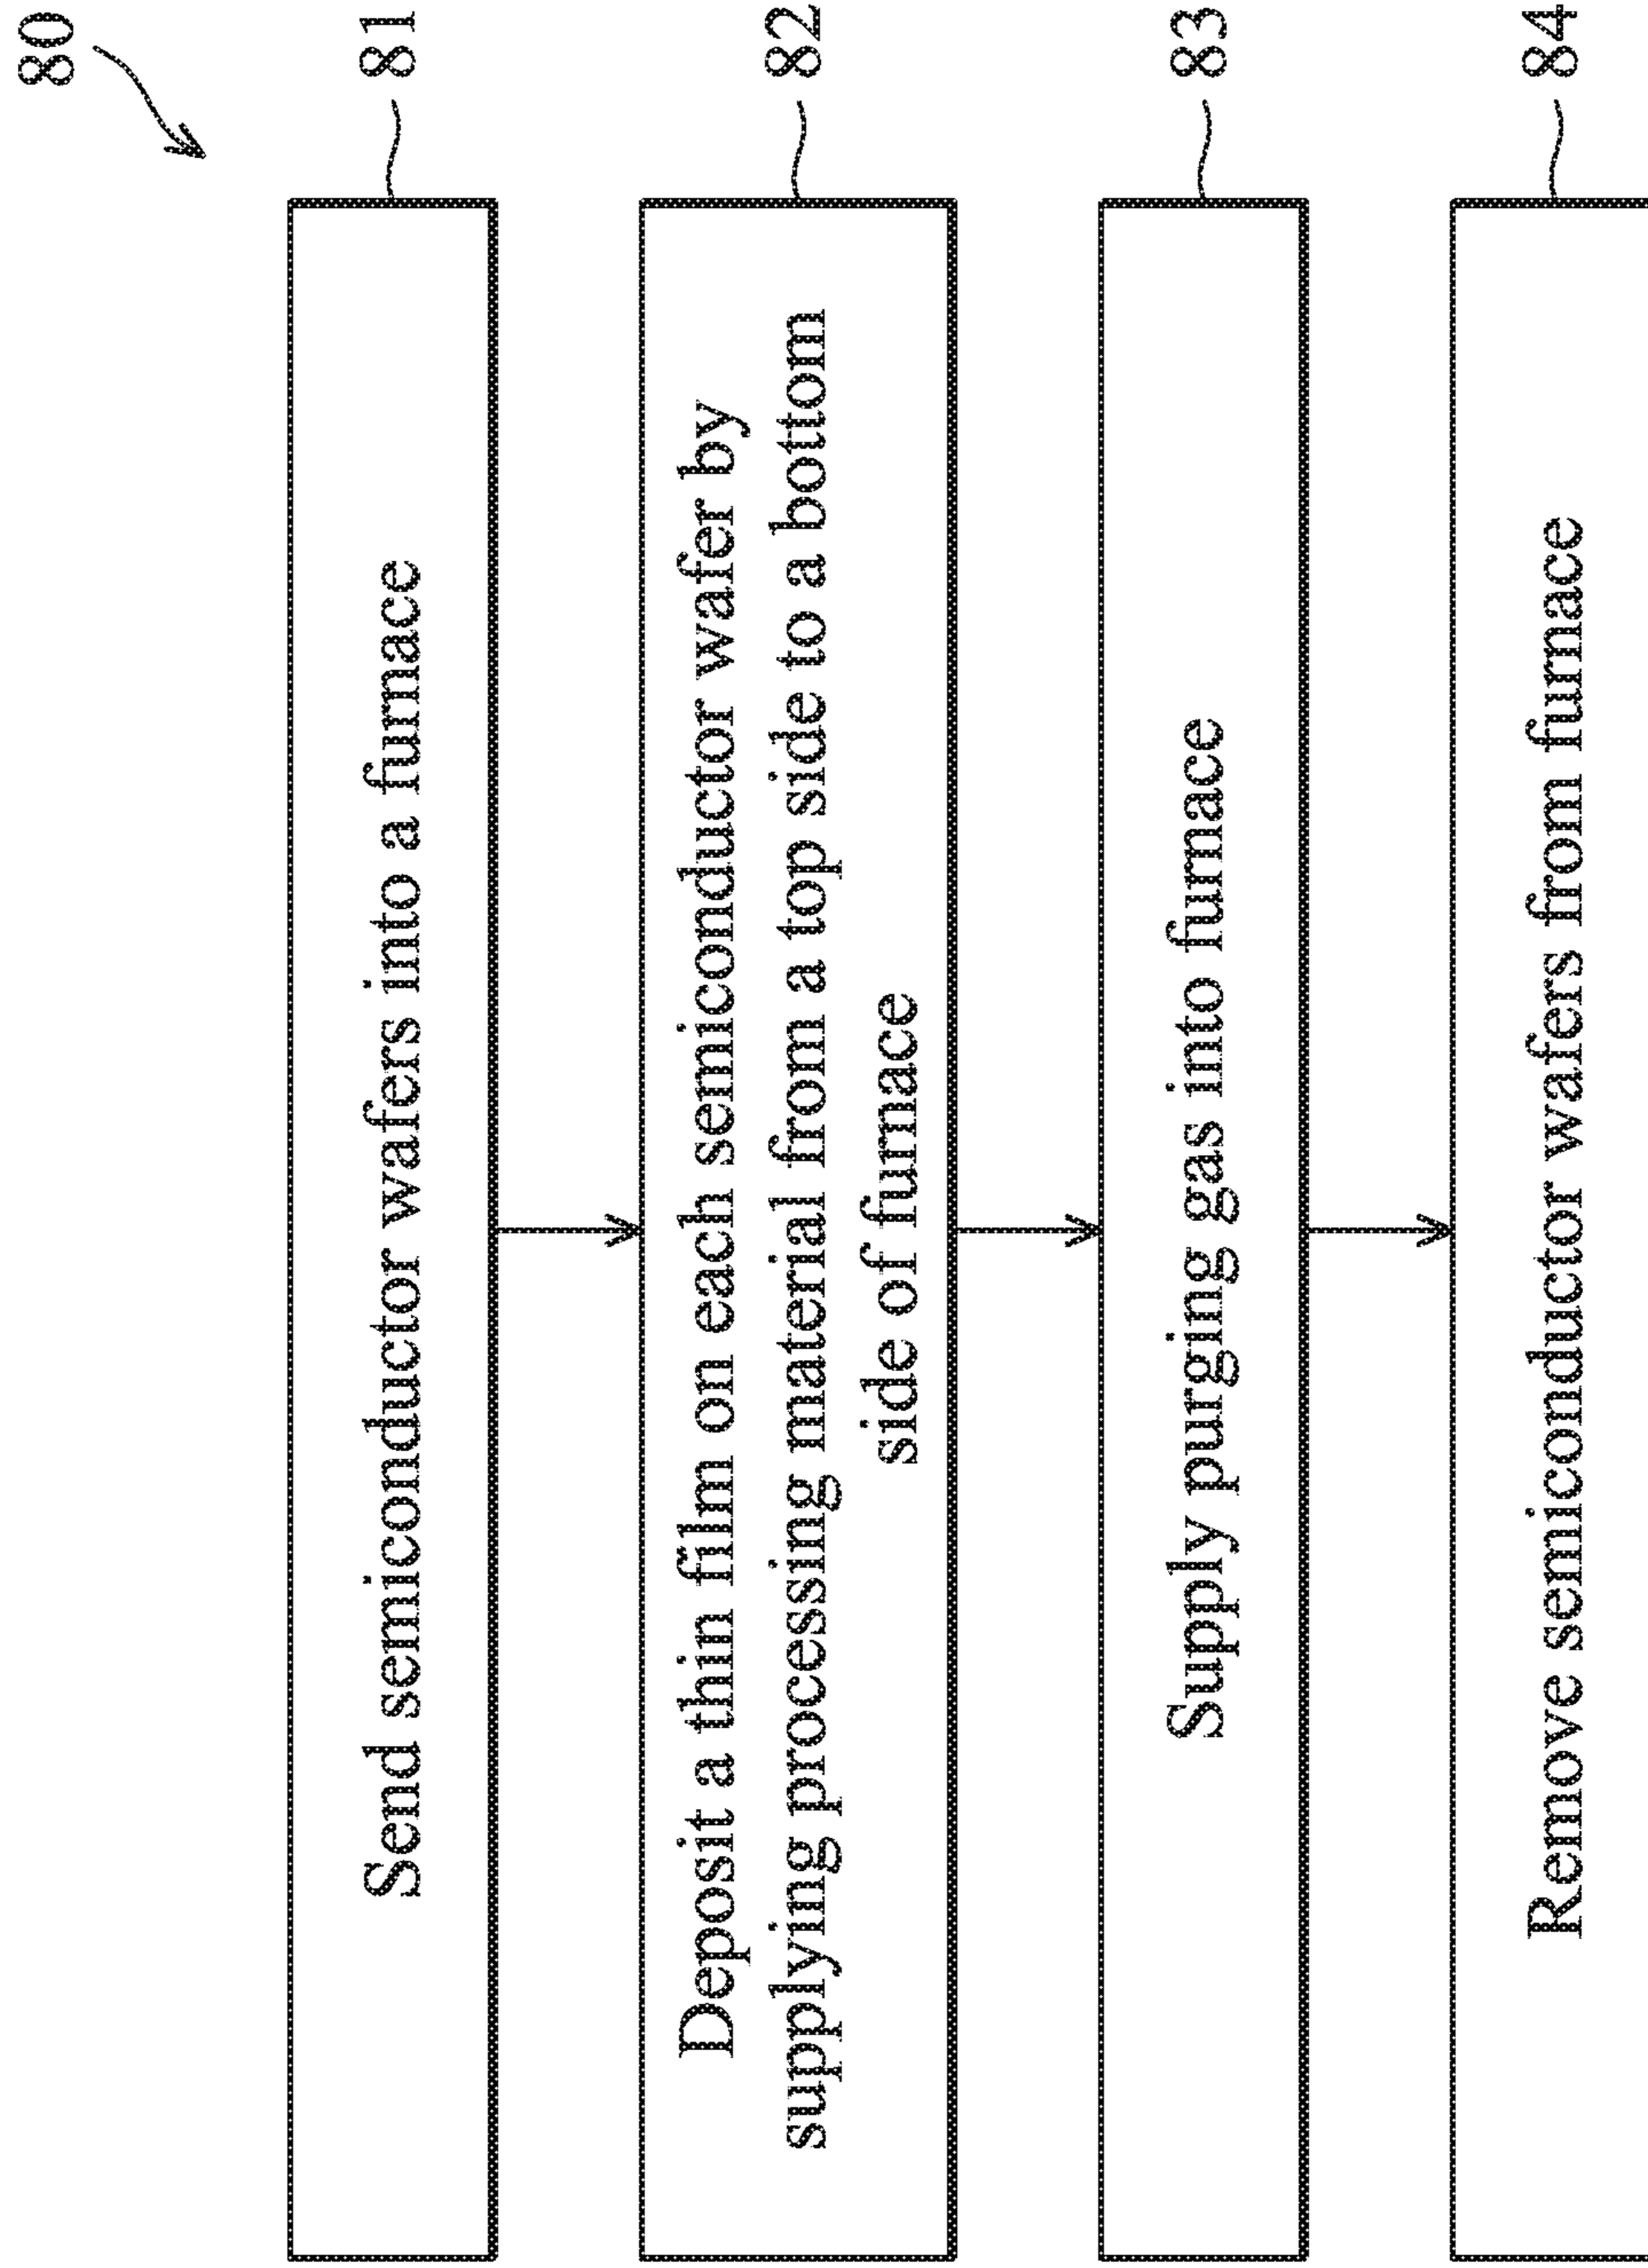 80
Send semiconductor wafers into a furnace
81
Deposit a thin film on each semiconductor wafer by
supplying processing material from a top side to a bottom
side of furnace
82
Supply purging gas into furnace
83
Remove semiconductor wafers from furnace
84